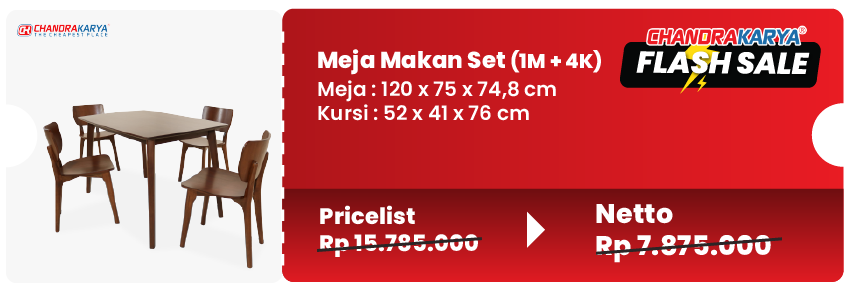 CHANDRAKARYA®
THE CHEAPEST PLACE
CHANDRAKARYA®
FLASH SALE
Meja Makan Set (1M + 4K)
Meja : 120 x 75 x 74,8 cm
Kursi : 52 x 41 x 76 cm
Pricelist
Rp 15.785.000
Netto
Rp 7.875.000